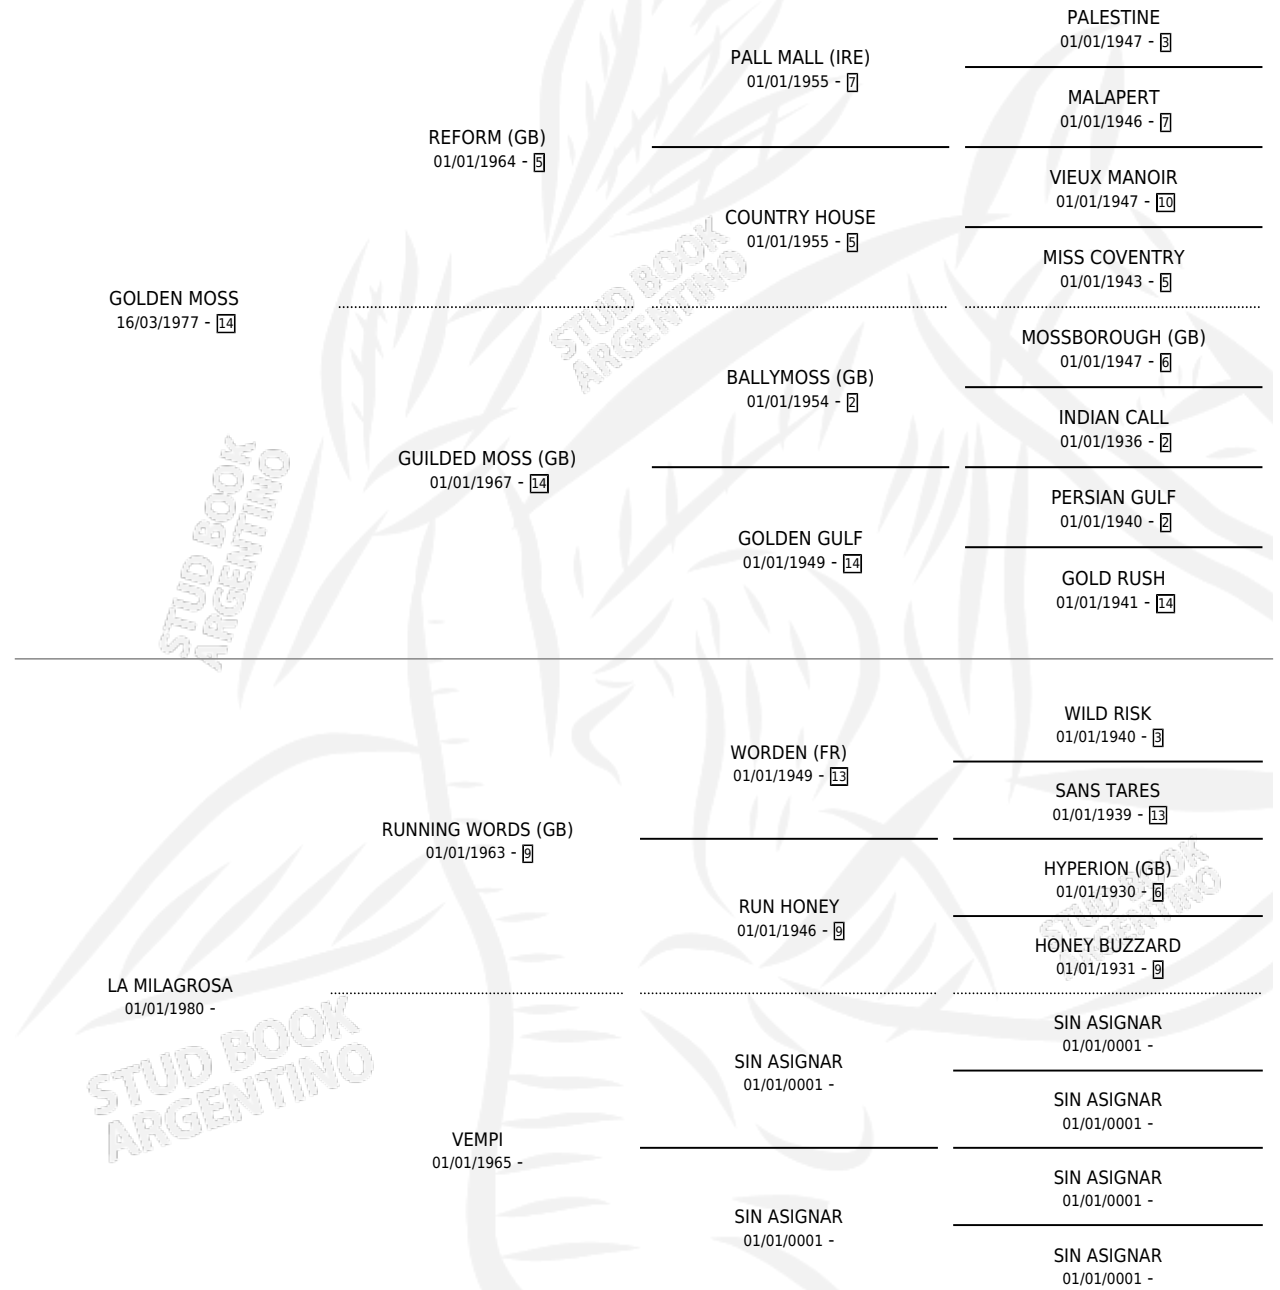 PALESTINE
01/01/1947 - 3
PALL MALL (IRE)
01/01/1955 - 7
MALAPERT
01/01/1946 - 7
REFORM (GB)
01/01/1964 - 5
VIEUX MANOIR
01/01/1947 - 10
COUNTRY HOUSE
01/01/1955 - 5
MISS COVENTRY
01/01/1943 - 5
GOLDEN MOSS
16/03/1977 - 14
STUD BOOK
ARGENTINO
MOSSBOROUGH (GB)
01/01/1947 - 6
BALLYMOSS (GB)
01/01/1954 - 2
INDIAN CALL
01/01/1936 - 2
GUILDED MOSS (GB)
01/01/1967 - 14
PERSIAN GULF
01/01/1940 - 2
GOLDEN GULF
01/01/1949 - 14
GOLD RUSH
01/01/1941 - 14
STUD BOOK
ARGENTINO
WILD RISK
01/01/1940 - 3
WORDEN (FR)
01/01/1949 - 13
SANS TARES
01/01/1939 - 13
RUNNING WORDS (GB)
01/01/1963 - 9
HYPERION (GB)
01/01/1930 - 6
RUN HONEY
01/01/1946 - 9
HONEY BUZZARD
01/01/1931 - 9
STUD BOOK
ARGENTINO
LA MILAGROSA
01/01/1980 -
STUD BOOK
ARGENTINO
SIN ASIGNAR
01/01/0001 -
SIN ASIGNAR
01/01/0001 -
SIN ASIGNAR
01/01/0001 -
VEMPI
01/01/1965 -
SIN ASIGNAR
01/01/0001 -
SIN ASIGNAR
01/01/0001 -
SIN ASIGNAR
01/01/0001 -